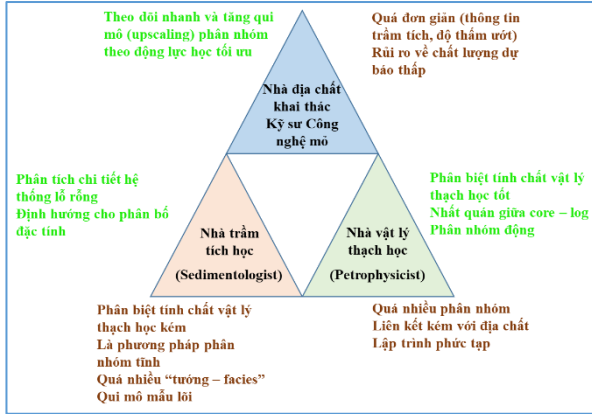 Theo dõi nhanh và tăng qui
mô (upscaling) phân nhóm
theo động lực học tối ưu
Quá đơn giản (thông tin
trầm tích, độ thấm ướt)
Rủi ro về chất lượng dự
báo thấp
Nhà địa chất
khai thác
Kỹ sư Công
nghệ mỏ
Phân tích chi tiết hệ
thống lỗ rỗng
Định hướng cho phân bố
đặc tính
Phân biệt tính chất vật lý
thạch học tốt
Nhất quán giữa core – log
Phân nhóm động
Nhà trầm
tích học
(Sedimentologist)
Nhà vật lý
thạch học
(Petrophysicist)
Phân biệt tính chất vật lý
thạch học kém
Là phương pháp phân
nhóm tĩnh
Quá nhiều “tướng – facies”
Qui mô mẫu lõi
Quá nhiều phân nhóm
Liên kết kém với địa chất
Lập trình phức tạp